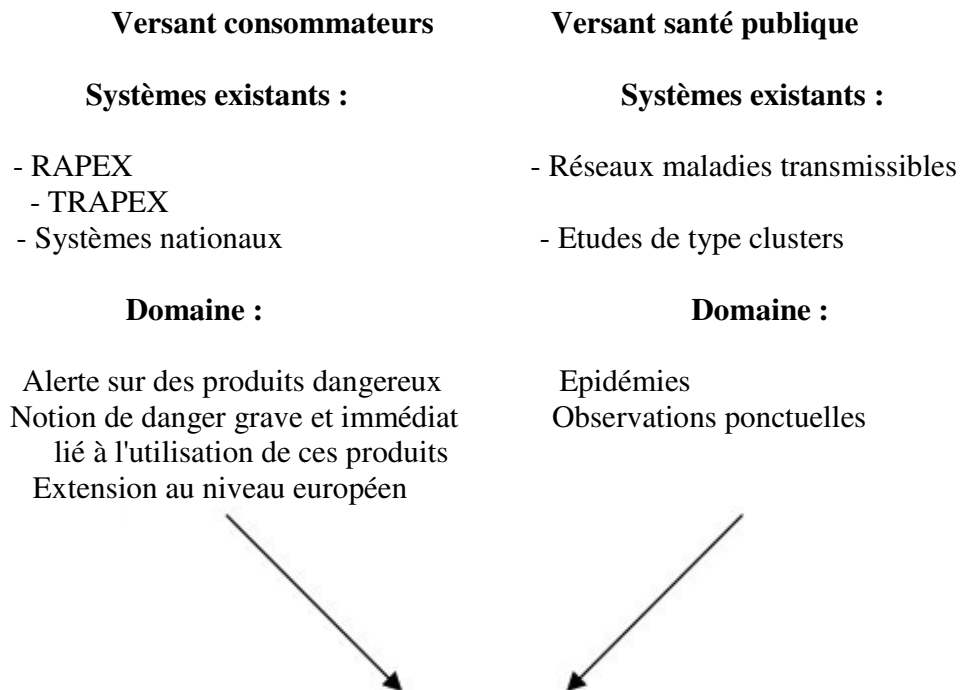 Versant consommateurs
Systèmes existants :
- RAPEX
- TRAPEX
- Systèmes nationaux
Domaine :
Alerte sur des produits dangereux
Notion de danger grave et immédiat
lié à l'utilisation de ces produits
Extension au niveau européen
Versant santé publique
Systèmes existants :
- Réseaux maladies transmissibles
- Etudes de type clusters
Domaine :
Epidémies
Observations ponctuelles